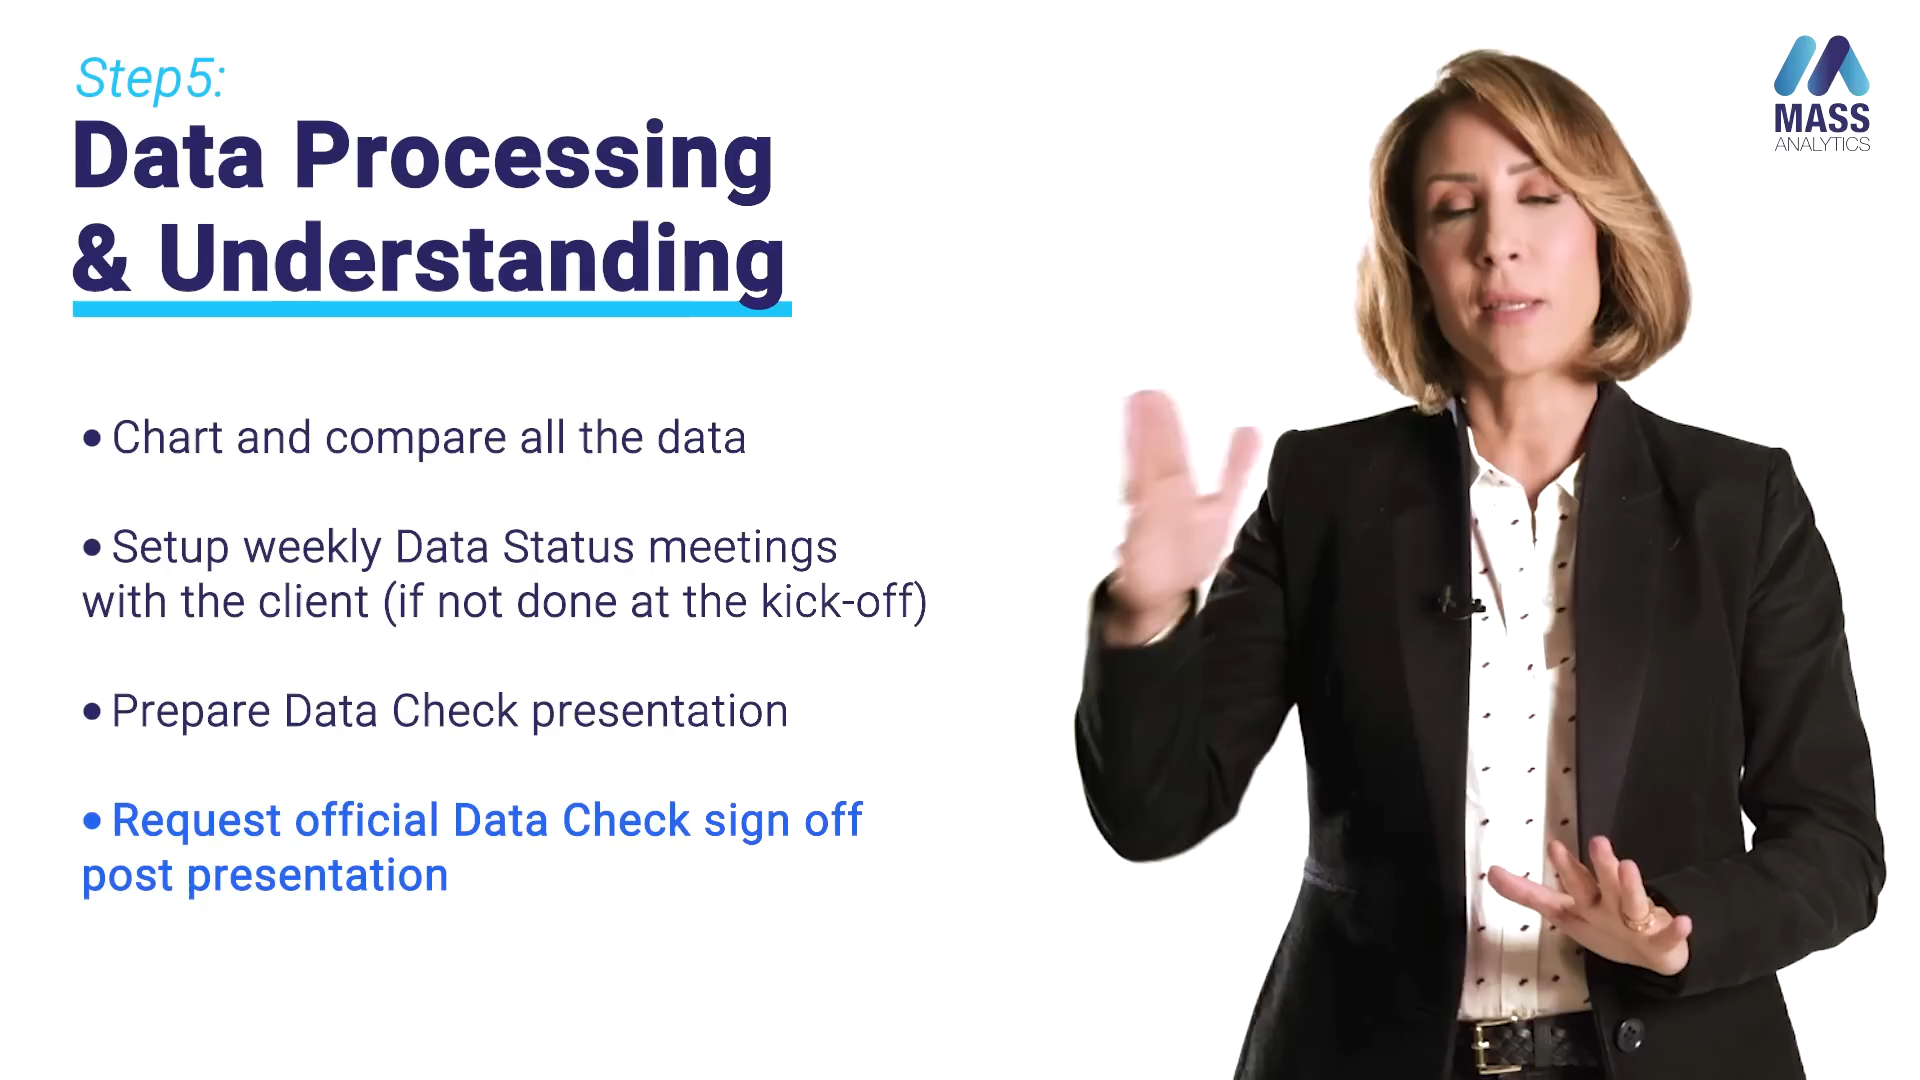 Step5:
Data Processing
& Understanding
• Chart and compare all the data
• Setup weekly Data Status meetings
with the client (if not done at the kick-off)
• Prepare Data Check presentation
• Request official Data Check sign off
post presentation
MASS
ANALYTICS